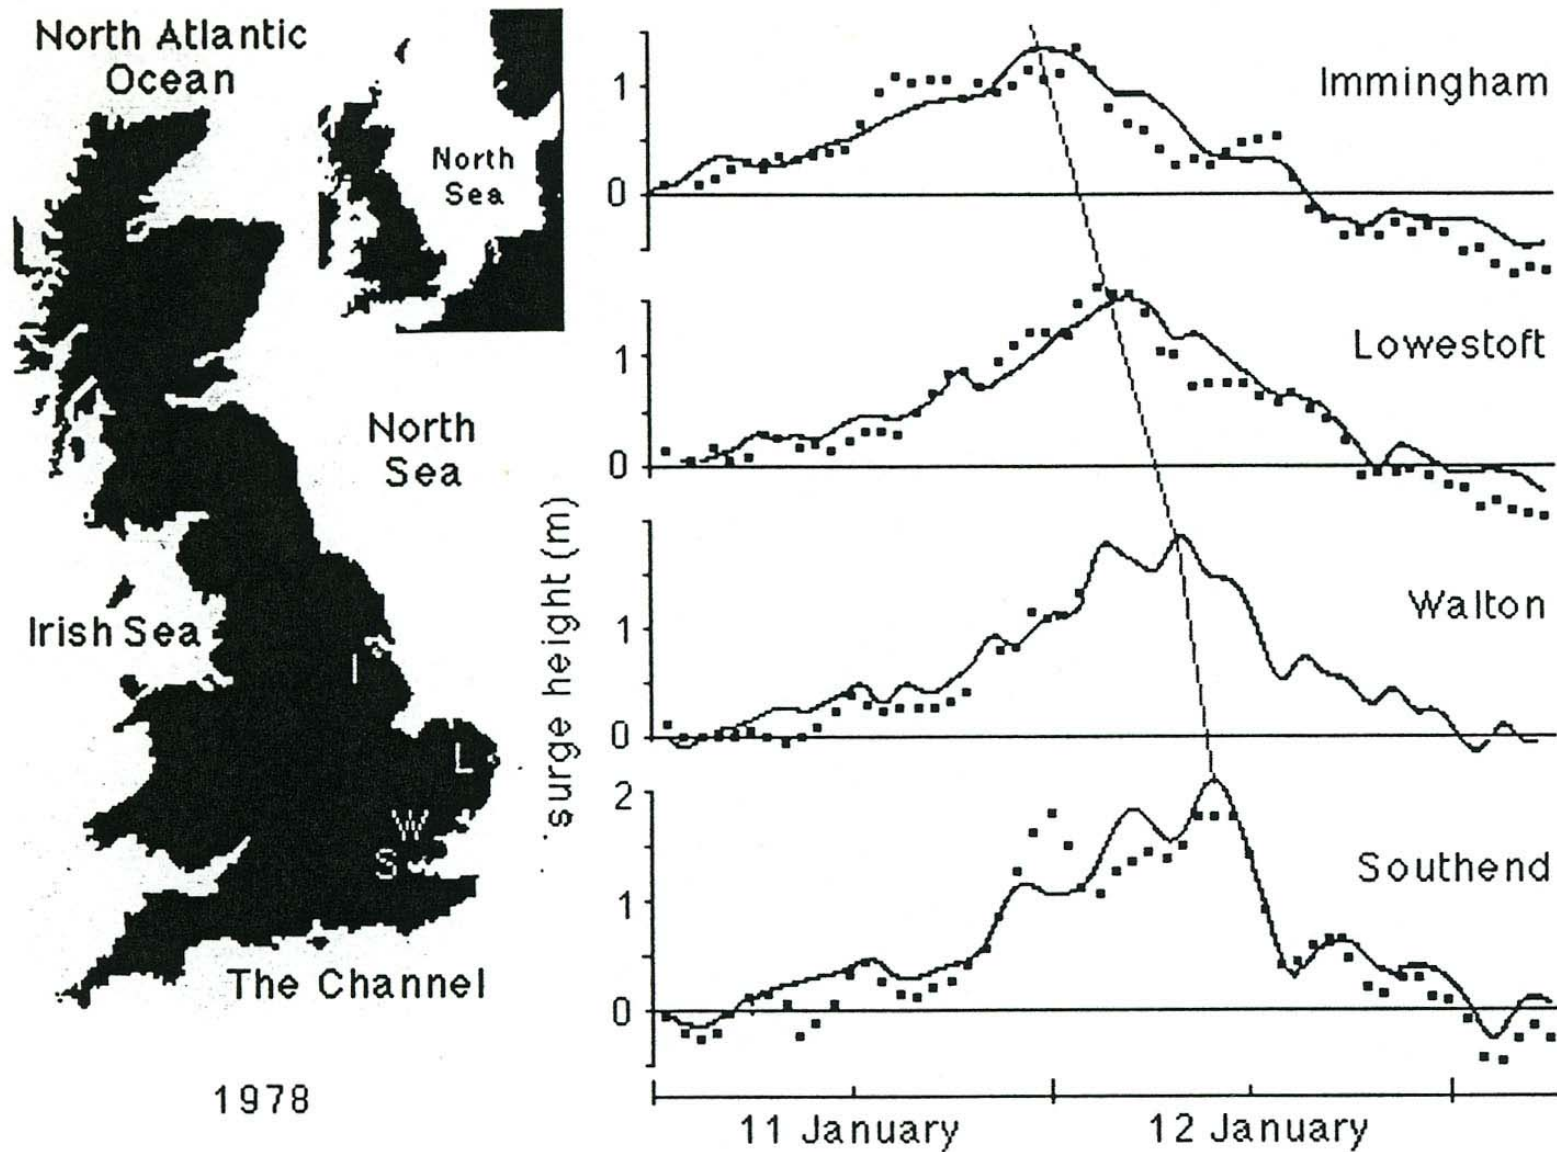 North Atlantic
Ocean
North
Sea
North
Sea
Irish Sea
I
L
W
S
The Channel
1978
surge height (m)
1
0
Immingham
1
0
Lowestoft
1
0
Walton
2
1
0
Southend
11 January
12 January